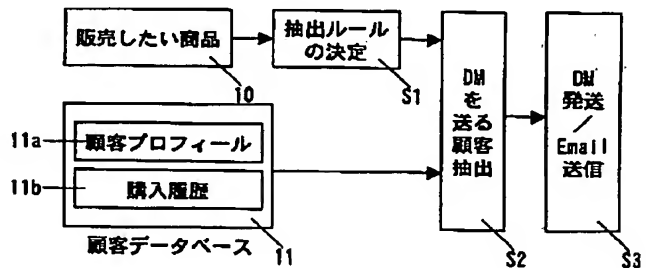 販売したい商品
10
抽出ルール
の決定
S1
11a
顧客プロフィール
11b
購入履歴
顧客データベース
11
DM
を
送る
顧客
抽出
S2
DM
発送
/
Email
送信
S3